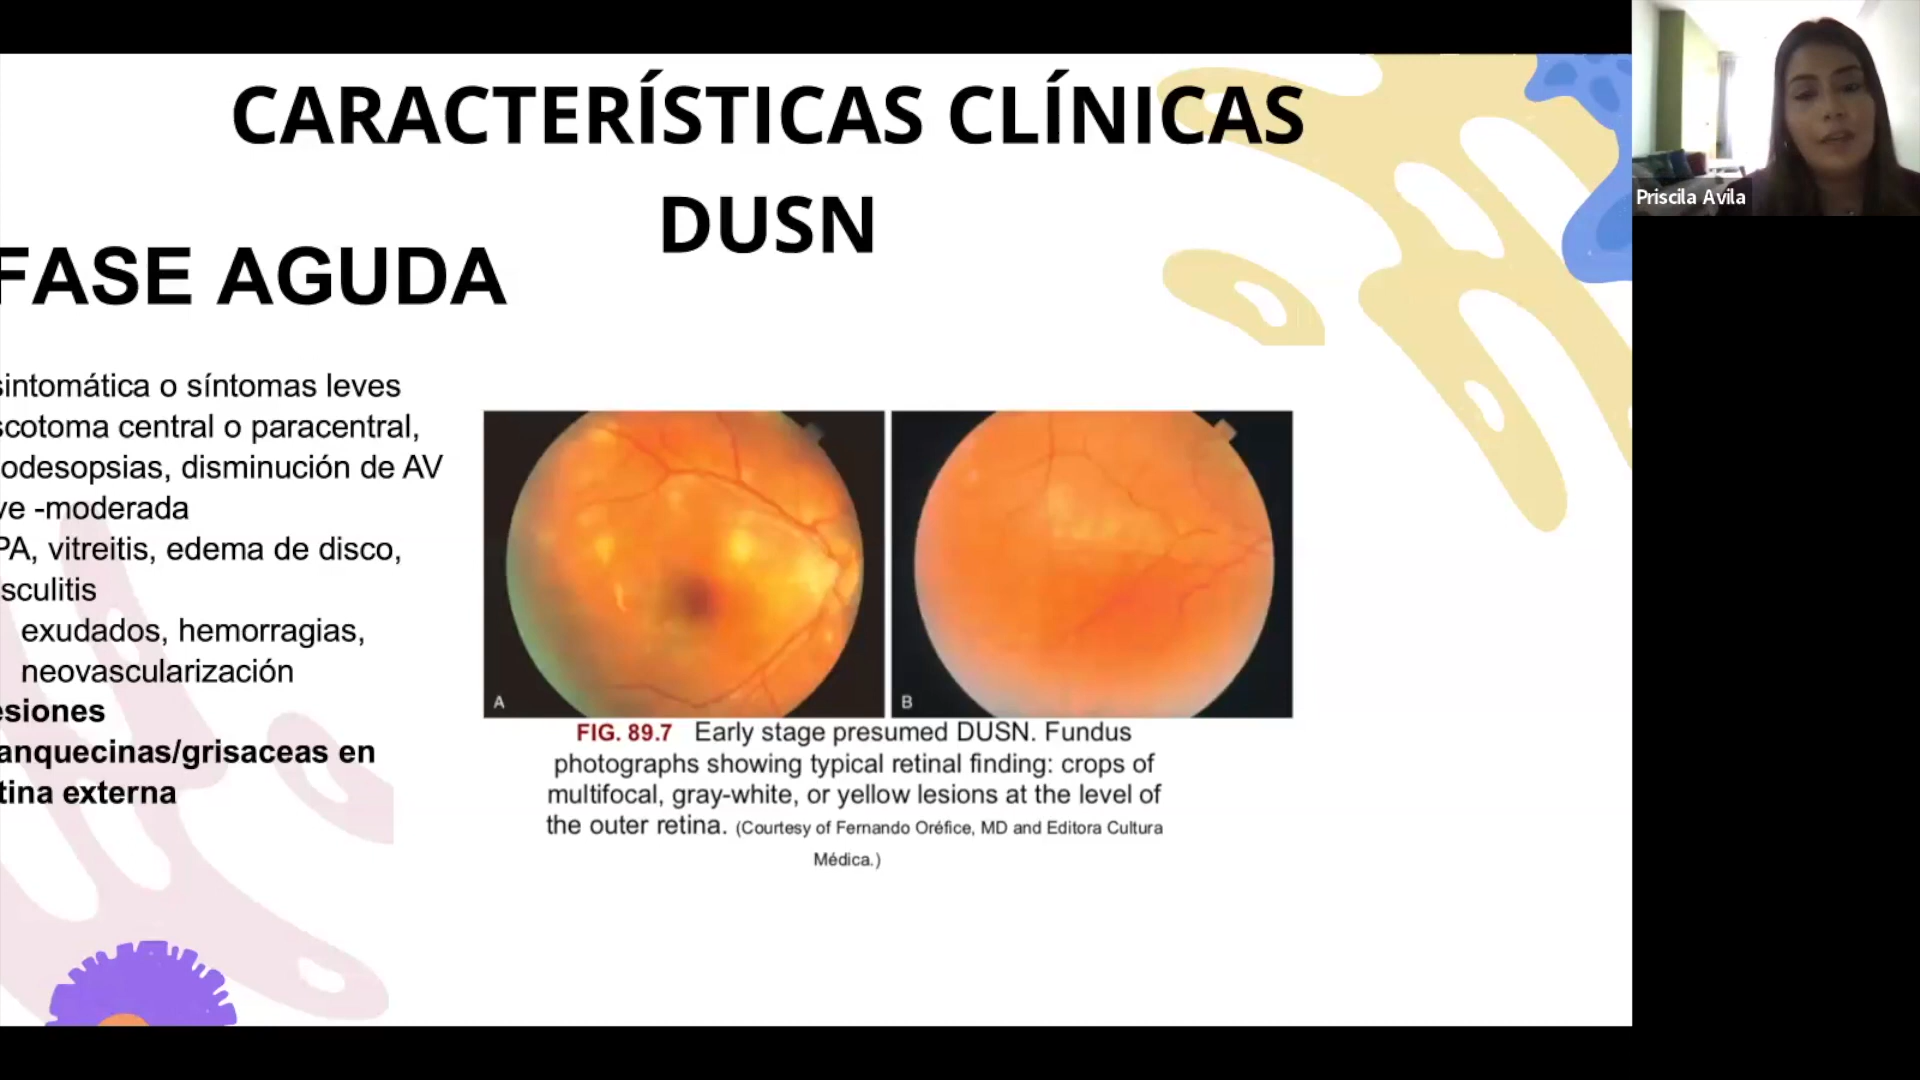 CARACTERÍSTICAS CLÍNICAS
DUSN
FASE AGUDA
sintomática o síntomas leves
scotoma central o paracentral,
odesopsias, disminución de AV
ve -moderada
PA, vitreitis, edema de disco,
sculitis
exudados, hemorragias,
neovascularización
esiones
anquecinas/grisaceas en
tina externa
A
B
FIG. 89.7 Early stage presumed DUSN. Fundus
photographs showing typical retinal finding: crops of
multifocal, gray-white, or yellow lesions at the level of
the outer retina. (Courtesy of Fernando Oréfice, MD and Editora Cultura
Médica.)
Priscila Avila